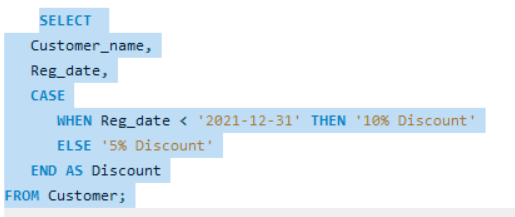 SELECT
Customer_name,
Reg_date,
CASE
WHEN Reg_date < '2021-12-31' THEN '10% Discount'
ELSE '5% Discount'
END AS Discount
FROM Customer;